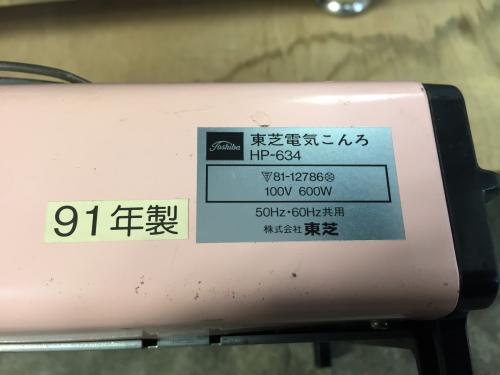 Toshiba
東芝電気こんろ
HP-634
81-12786
100V 600W
50Hz・60Hz共用
株式会社 東芝
91年製